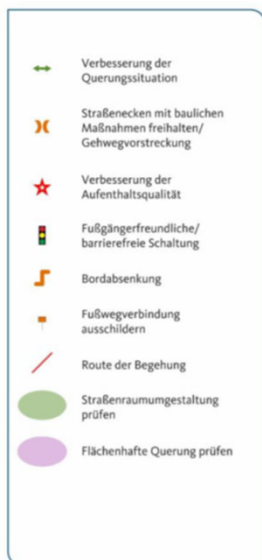 Verbesserung der
Querungssituation
Straßenecken mit baulichen
Maßnahmen freihalten/
Gehwegvorstreckung
Verbesserung der
Aufenthaltsqualität
Fußgängerfreundliche/
barrierefreie Schaltung
Bordabsenkung
Fußwegverbindung
ausschildern
Route der Begehung
Straßenraumumgestaltung
prüfen
Flächenhafte Querung prüfen